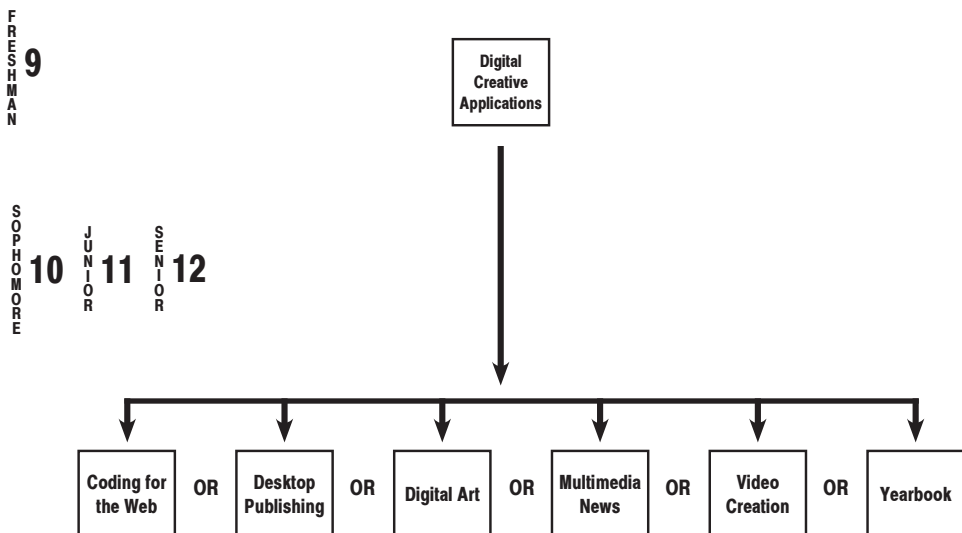 FRESHMAN 9
Digital
Creative
Applications
SOPHOMORE 10 JUNIOR 11 SENIOR 12
Coding for
the Web
OR
Desktop
Publishing
OR
Digital Art
OR
Multimedia
News
OR
Video
Creation
OR
Yearbook